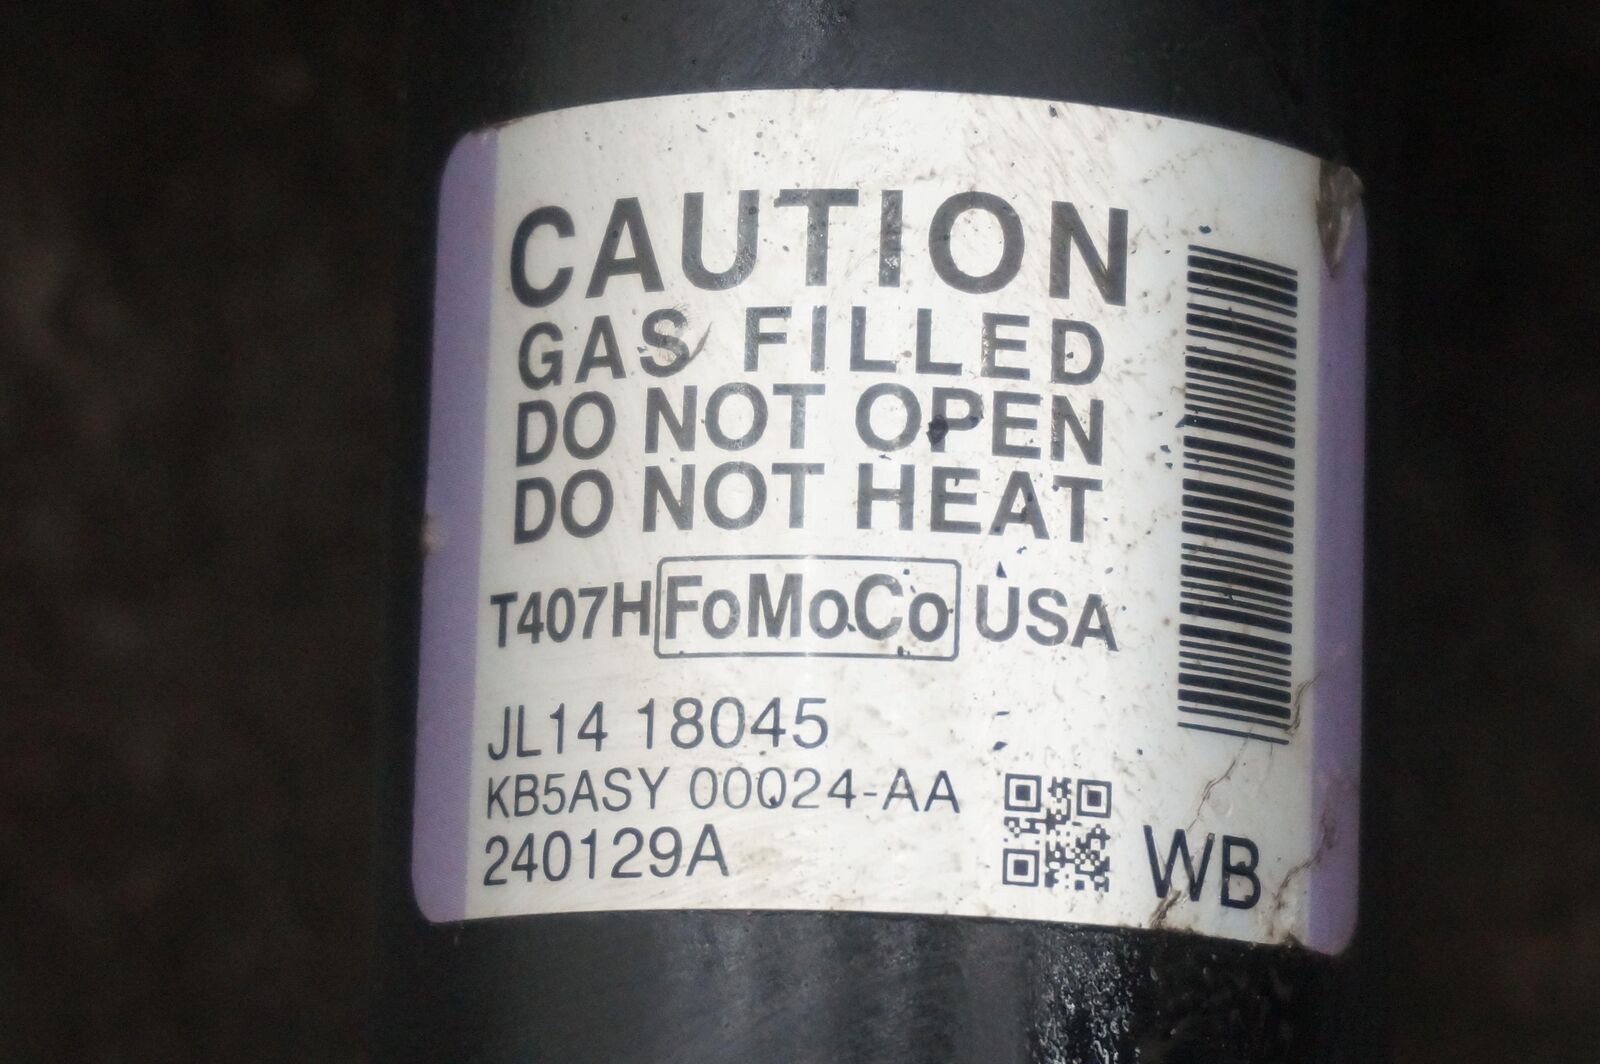 CAUTION
GAS FILLED
DO NOT OPEN
DO NOT HEAT
T407H FoMoCo USA
JL14 18045
KB5ASY 00024-AA
240129A
WB